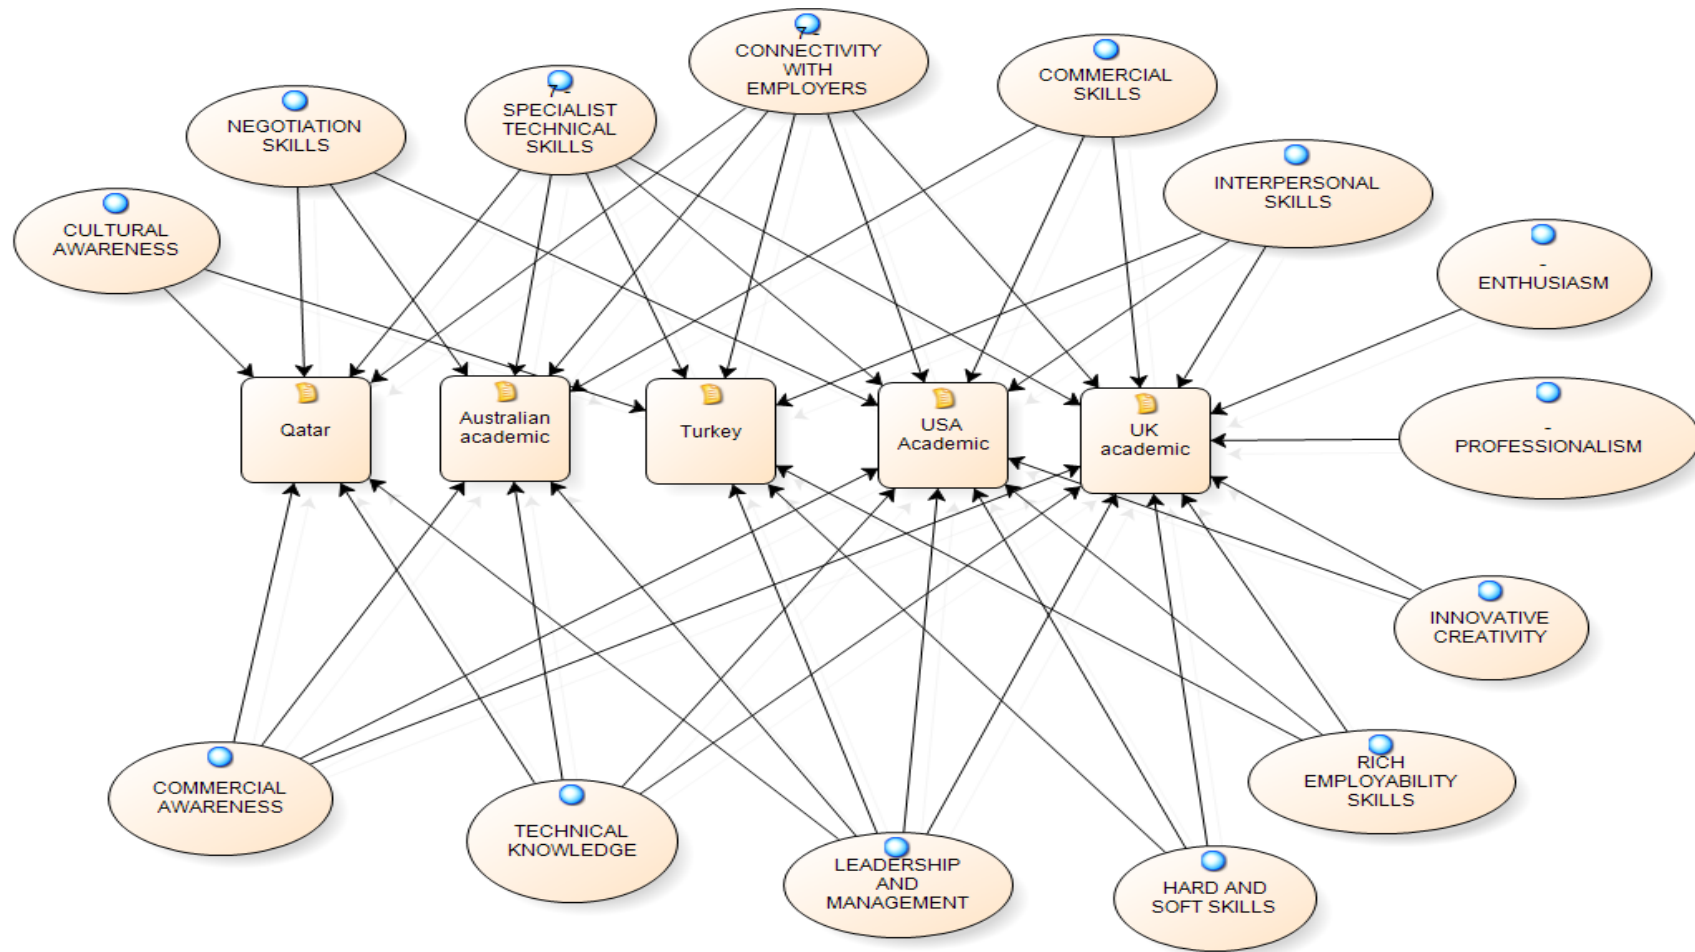 7 -
CONNECTIVITY
WITH
EMPLOYERS
COMMERCIAL
SKILLS
7 -
SPECIALIST
TECHNICAL
SKILLS
NEGOTIATION
SKILLS
INTERPERSONAL
SKILLS
CULTURAL
AWARENESS
-
ENTHUSIASM
Qatar
Australian
academic
Turkey
USA
Academic
UK
academic
-
PROFESSIONALISM
INNOVATIVE
CREATIVITY
RICH
EMPLOYABILITY
SKILLS
COMMERCIAL
AWARENESS
TECHNICAL
KNOWLEDGE
LEADERSHIP
AND
MANAGEMENT
HARD AND
SOFT SKILLS